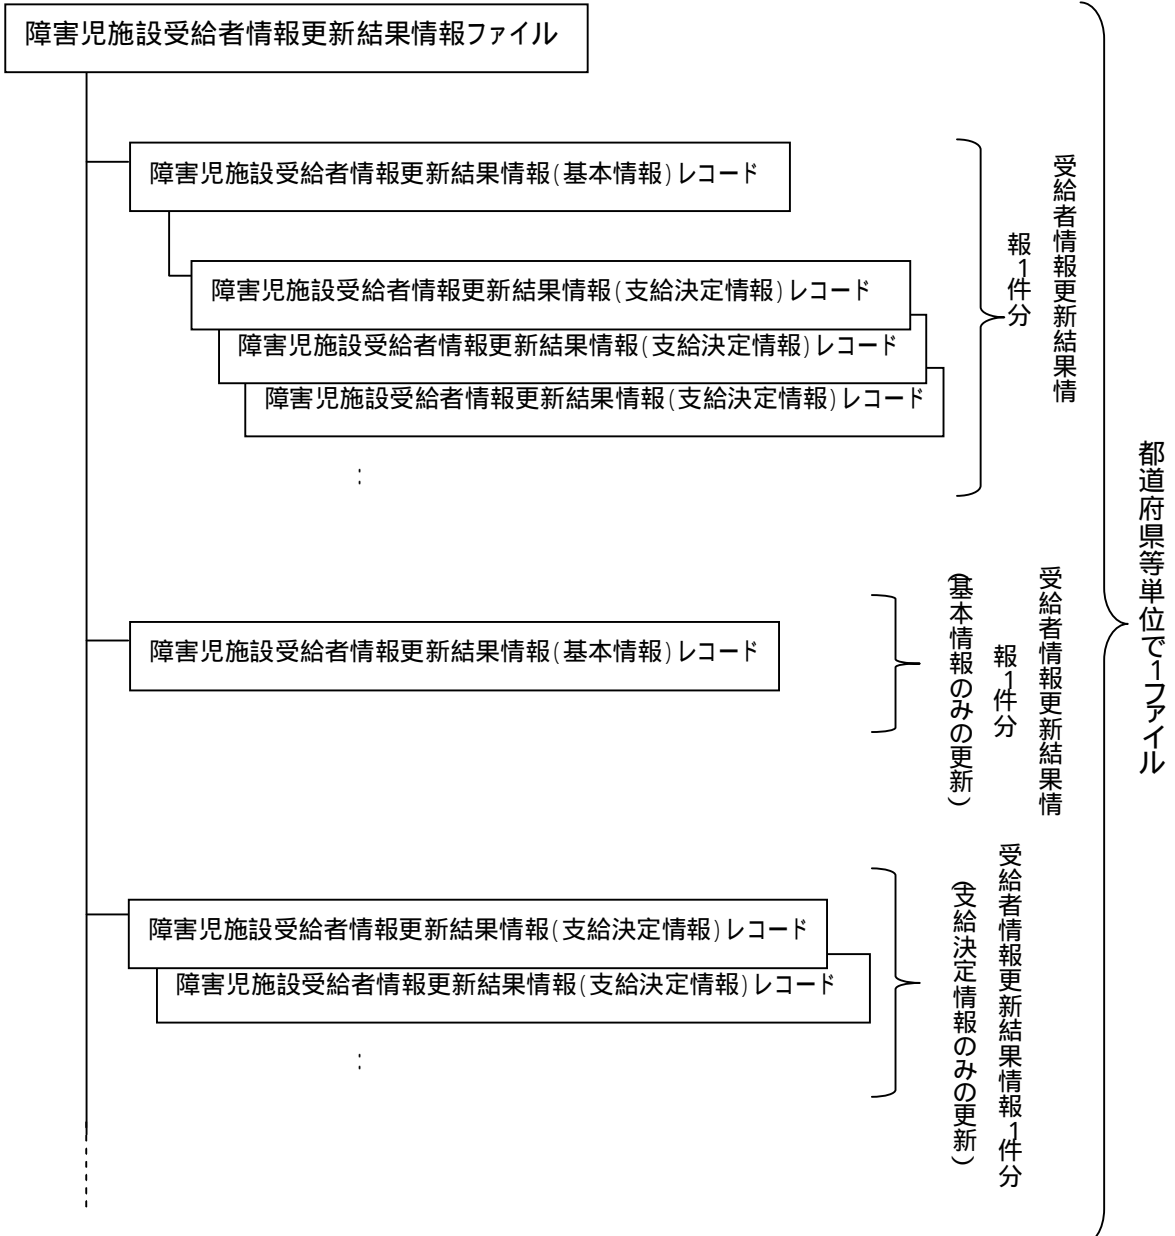 障害児施設受給者情報更新結果情報ファイル
障害児施設受給者情報更新結果情報(基本情報)レコード
障害児施設受給者情報更新結果情報(支給決定情報)レコード
障害児施設受給者情報更新結果情報(支給決定情報)レコード
障害児施設受給者情報更新結果情報(支給決定情報)レコード
:
受給者情報更新結果情
報1件分
障害児施設受給者情報更新結果情報(基本情報)レコード
受給者情報更新結果情
報1件分
(基本情報のみの更新)
障害児施設受給者情報更新結果情報(支給決定情報)レコード
障害児施設受給者情報更新結果情報(支給決定情報)レコード
:
受給者情報更新結果情報1件分
(支給決定情報のみの更新)
都道府県等単位で1ファイル